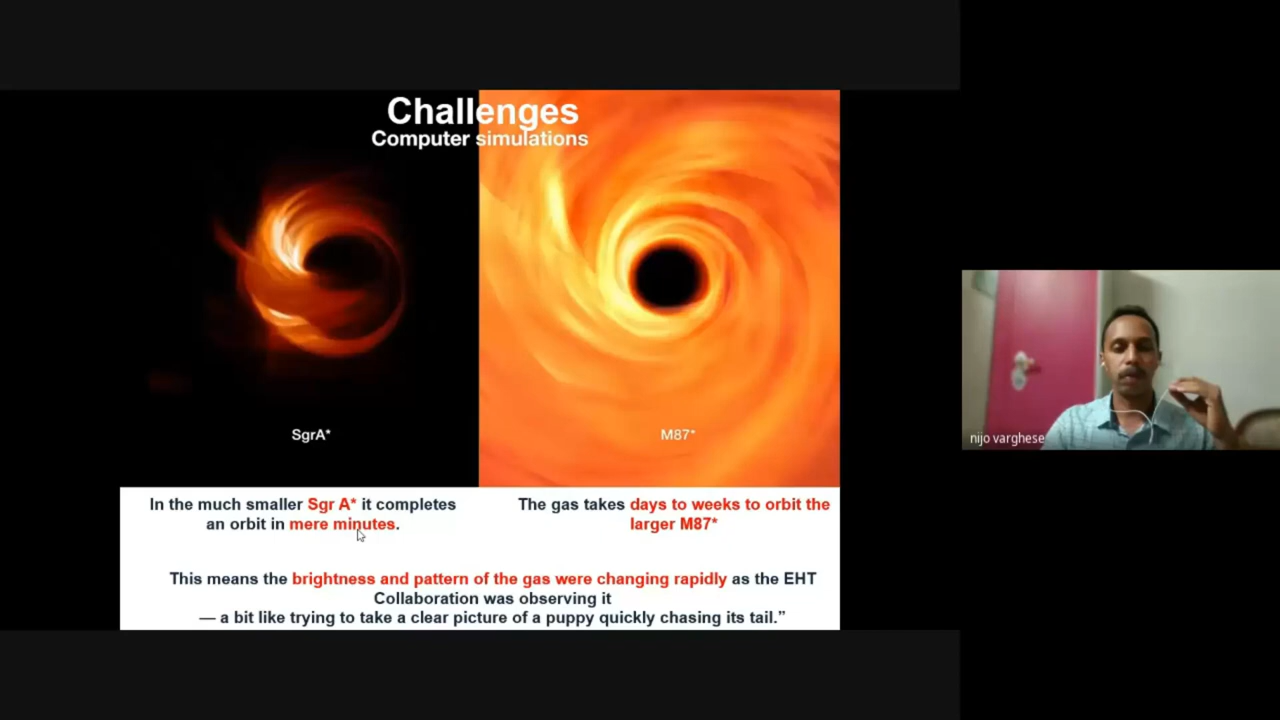 Challenges
Computer simulations
SgrA*
M87*
In the much smaller Sgr A* it completes
an orbit in mere minutes.
The gas takes days to weeks to orbit the
larger M87*
This means the brightness and pattern of the gas were changing rapidly as the EHT
Collaboration was observing it
— a bit like trying to take a clear picture of a puppy quickly chasing its tail.”
nijo varghese